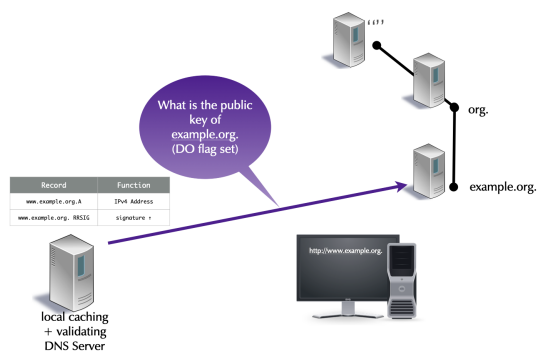 “”
org.
What is the public
key of
example.org.
(DO flag set)
example.org.
Record Function
www.example.org.A IPv4 Address
www.example.org. RRSIG signature ↑
http://www.example.org.
local caching
+ validating
DNS Server